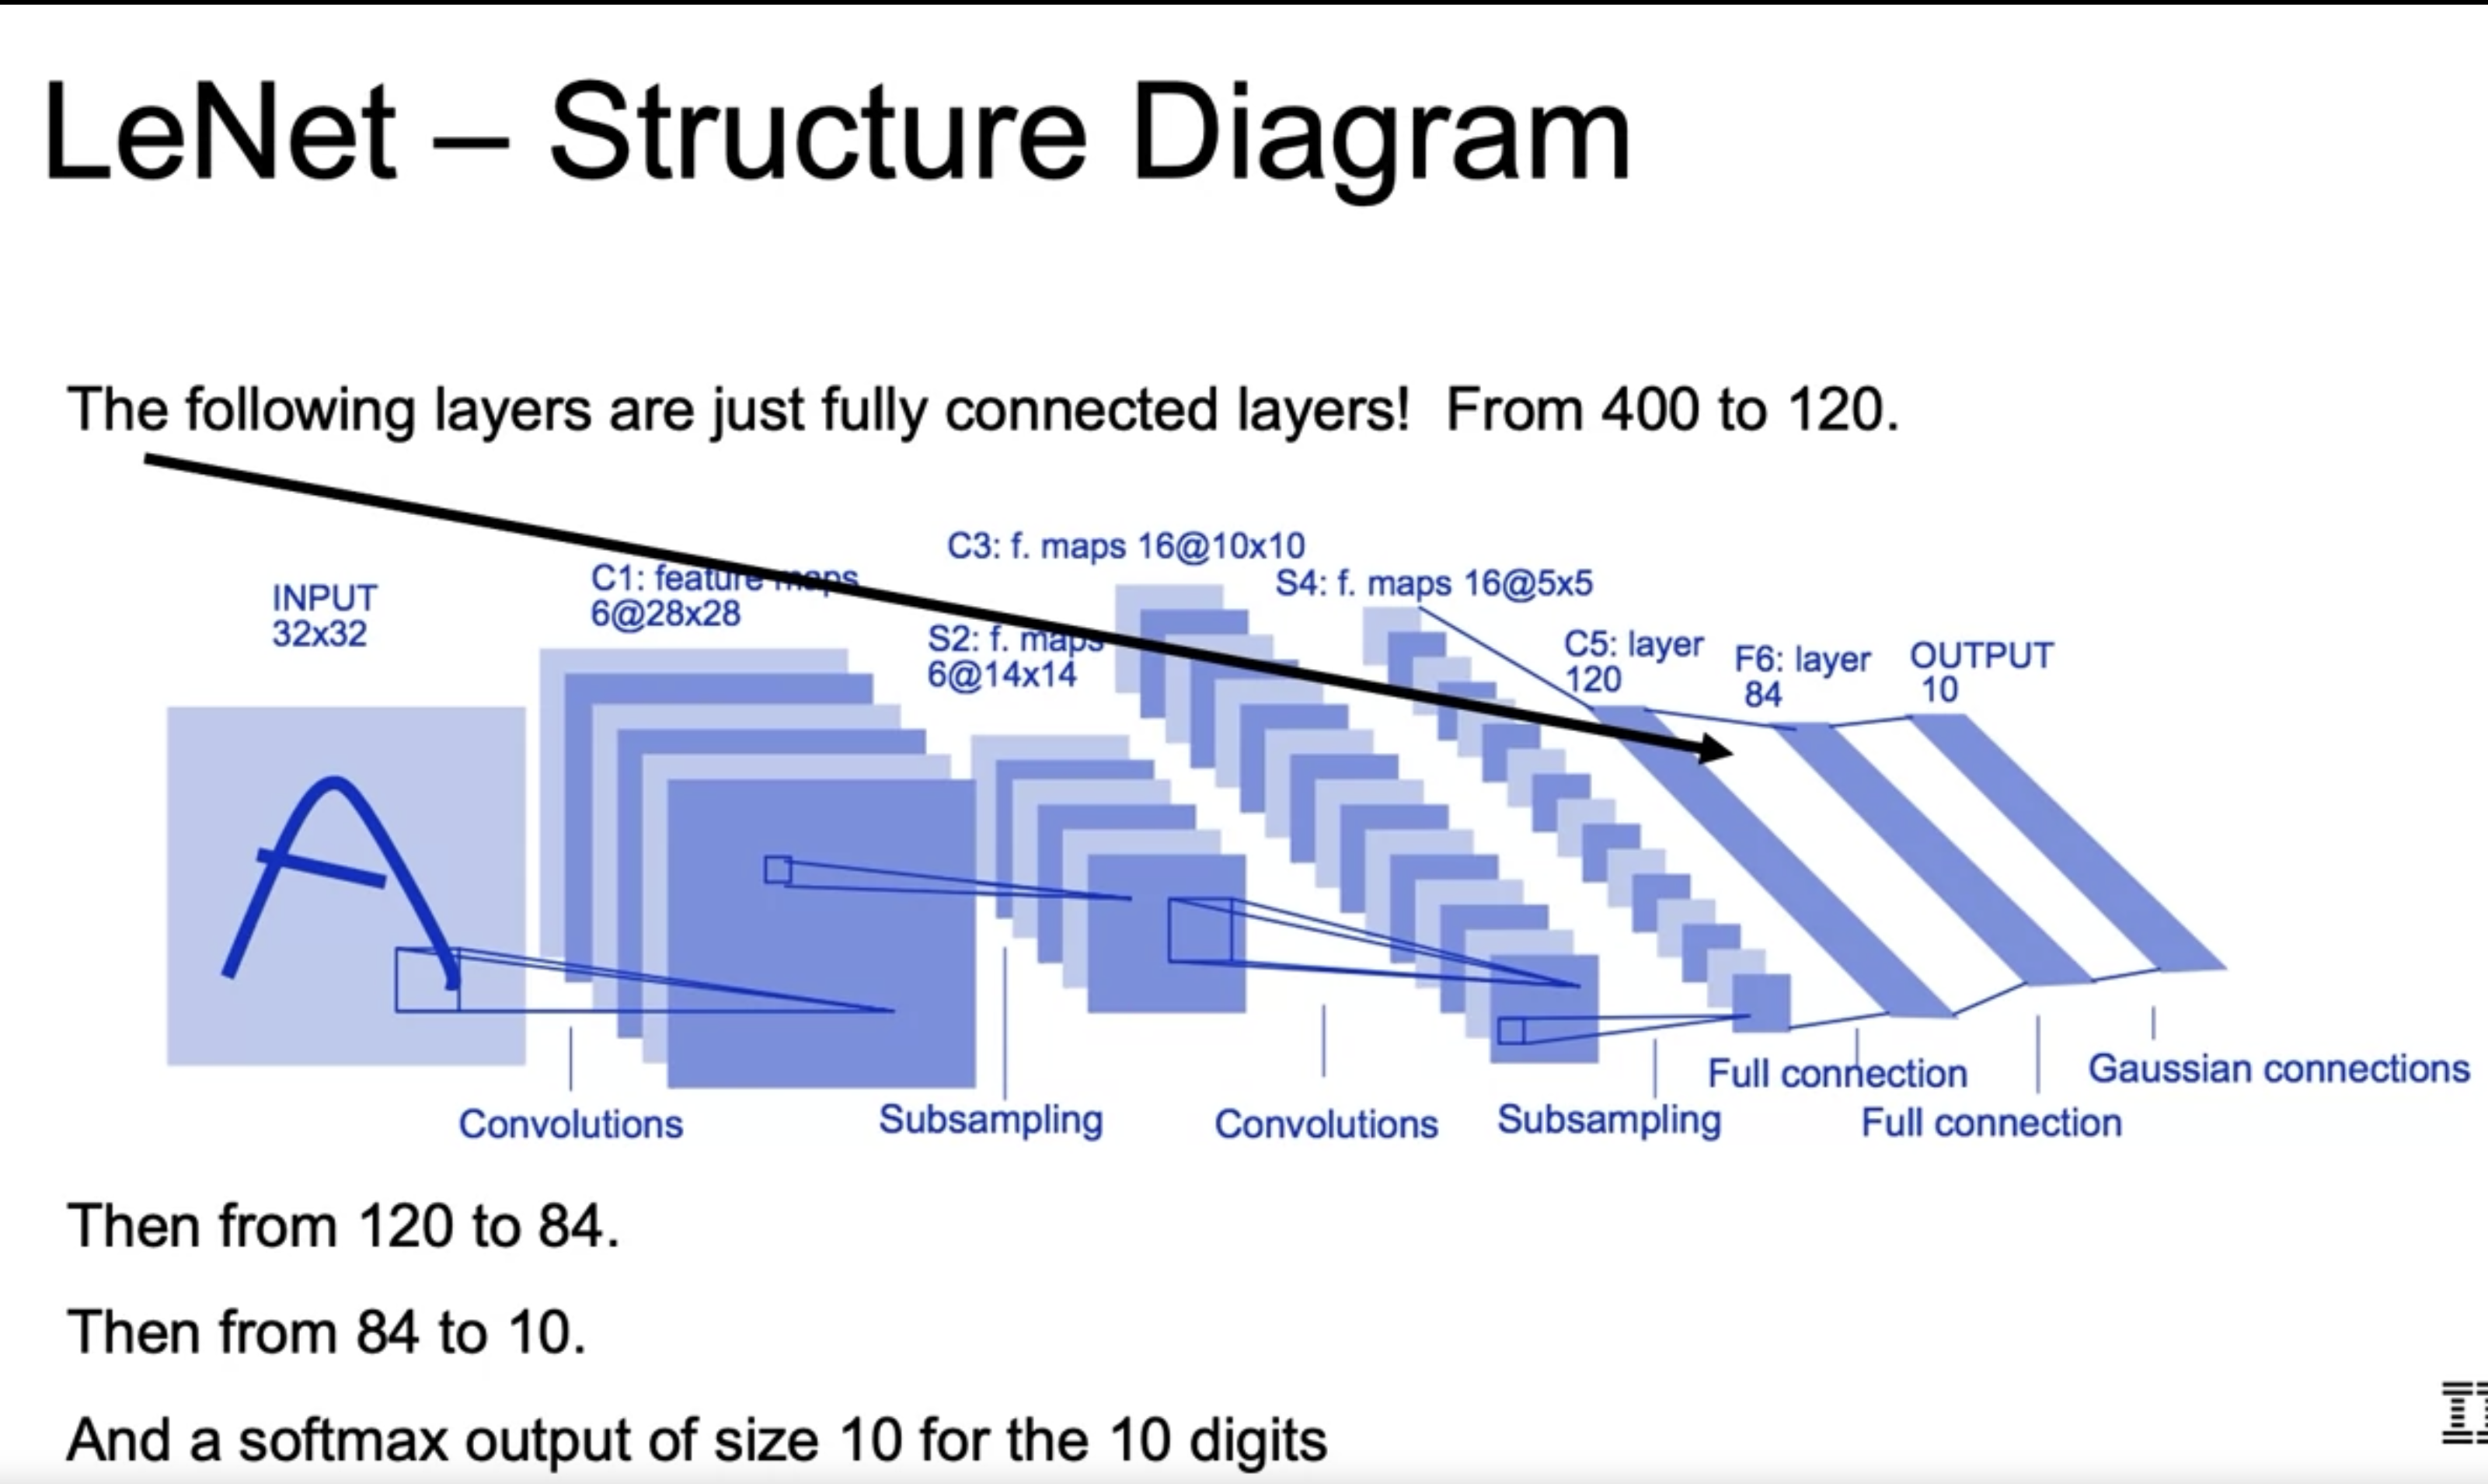 LeNet – Structure Diagram
The following layers are just fully connected layers!  From 400 to 120.
C3: f. maps 16@10x10
INPUT
32x32
C1: feature maps
6@28x28
S4: f. maps 16@5x5
S2: f. maps
6@14x14
C5: layer
120
F6: layer
84
OUTPUT
10
Convolutions
Subsampling
Convolutions
Subsampling
Full connection
Full connection
Gaussian connections
Then from 120 to 84.
Then from 84 to 10.
And a softmax output of size 10 for the 10 digits